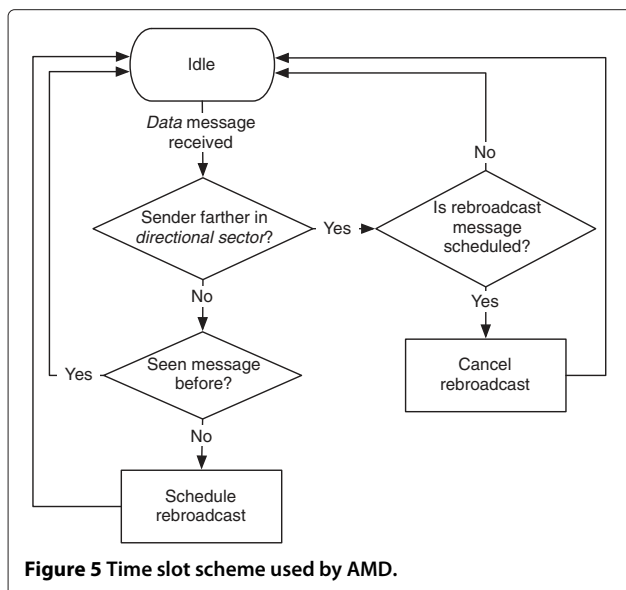 Idle
Data message
received
No
Sender farther in
directional sector?
Yes
Is rebroadcast
message
scheduled?
No
Yes
Yes
Seen message
before?
Cancel
rebroadcast
No
Schedule
rebroadcast
Figure 5 Time slot scheme used by AMD.